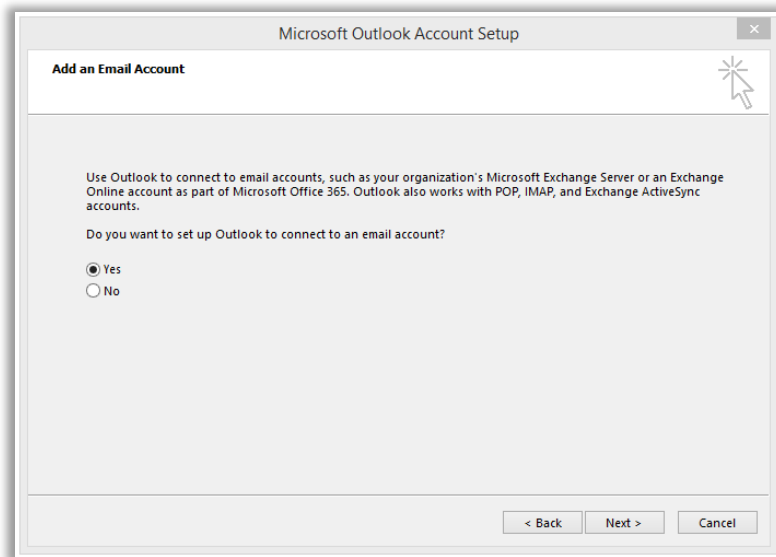 Microsoft Outlook Account Setup
Add an Email Account
Use Outlook to connect to email accounts, such as your organization's Microsoft Exchange Server or an Exchange
Online account as part of Microsoft Office 365. Outlook also works with POP, IMAP, and Exchange ActiveSync
accounts.
Do you want to set up Outlook to connect to an email account?
Yes
No
< Back Next > Cancel